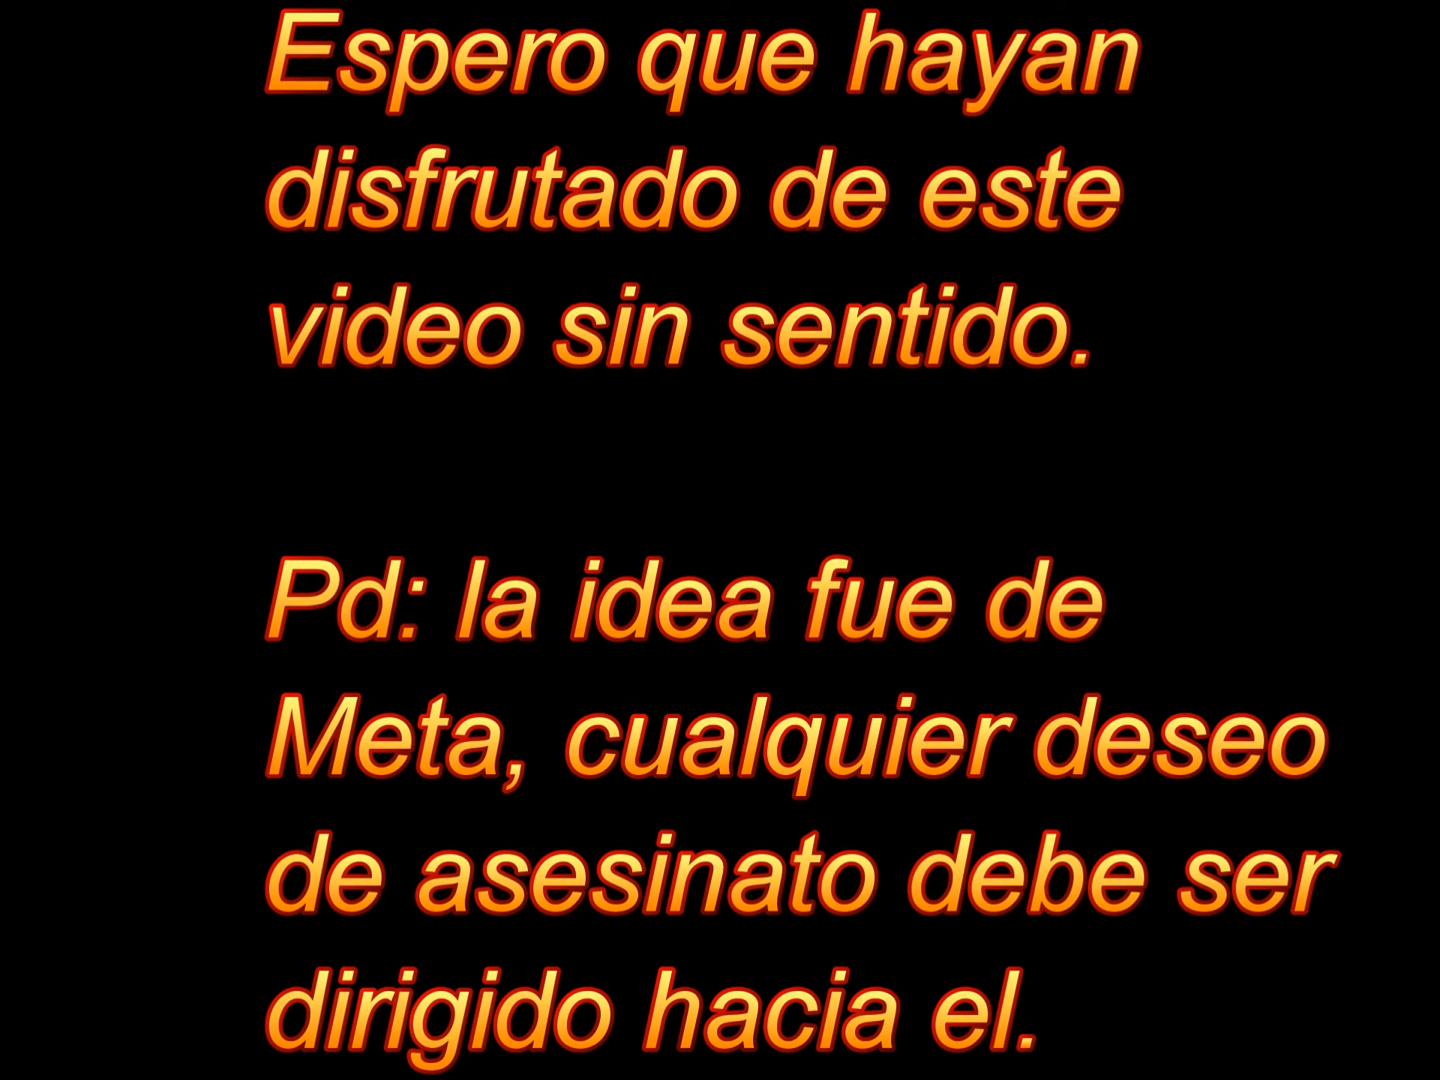 Espero que hayan
disfrutado de este
video sin sentido.
Pd: la idea fue de
Meta, cualquier deseo
de asesinato debe ser
dirigido hacia el.